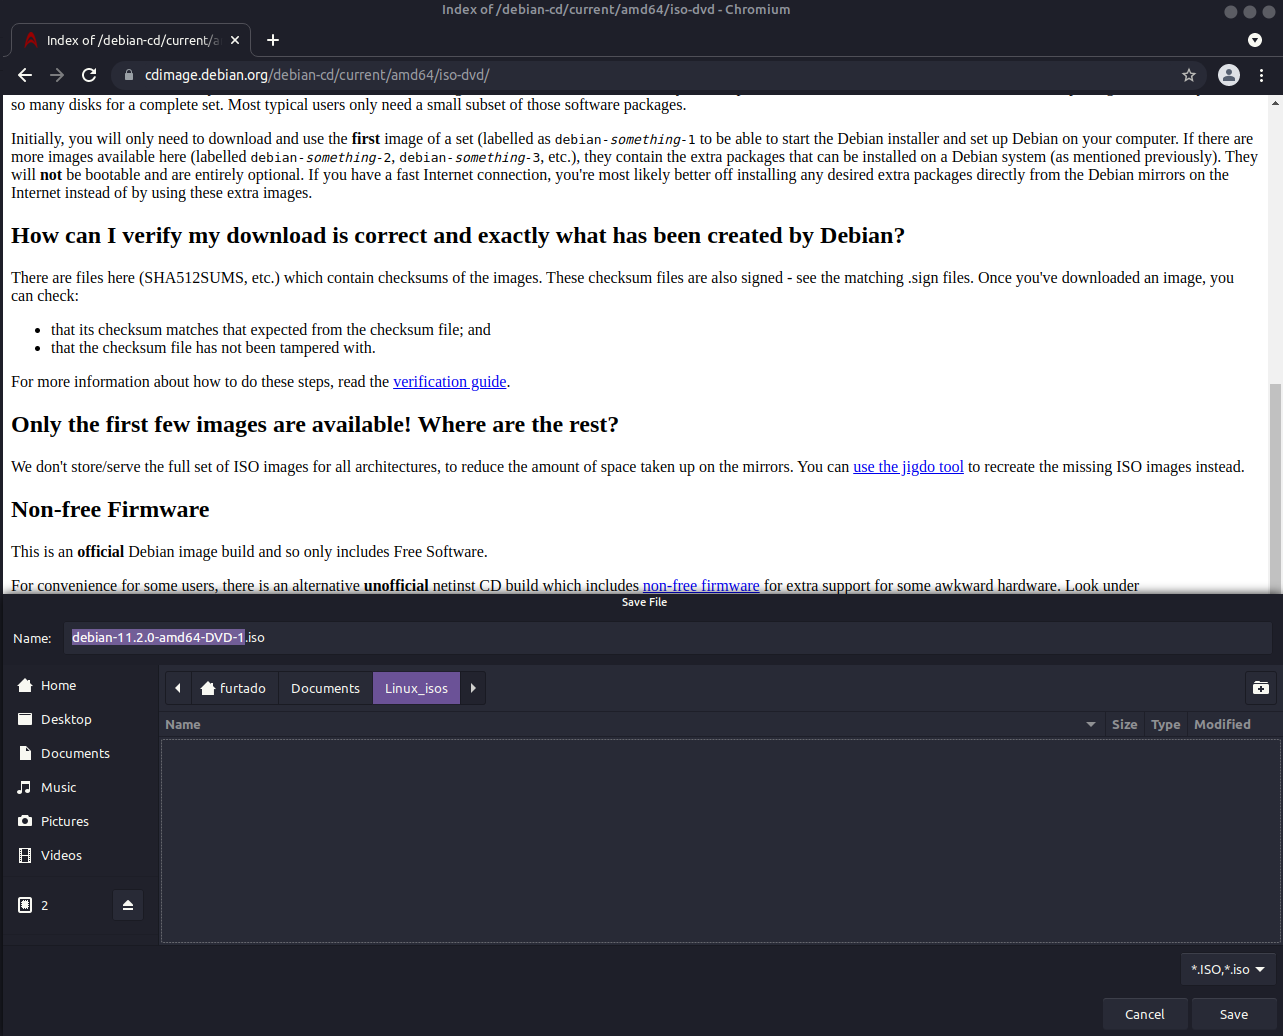 Index of /debian-cd/current/amd64/iso-dvd - Chromium
Index of /debian-cd/current/a
cdimage.debian.org/debian-cd/current/amd64/iso-dvd/
so many disks for a complete set. Most typical users only need a small subset of those software packages.
Initially, you will only need to download and use the first image of a set (labelled as debian-something-1 to be able to start the Debian installer and set up Debian on your computer. If there are
more images available here (labelled debian-something-2, debian-something-3, etc.), they contain the extra packages that can be installed on a Debian system (as mentioned previously). They
will not be bootable and are entirely optional. If you have a fast Internet connection, you're most likely better off installing any desired extra packages directly from the Debian mirrors on the
Internet instead of by using these extra images.
How can I verify my download is correct and exactly what has been created by Debian?
There are files here (SHA512SUMS, etc.) which contain checksums of the images. These checksum files are also signed - see the matching .sign files. Once you've downloaded an image, you
can check:
• that its checksum matches that expected from the checksum file; and
• that the checksum file has not been tampered with.
For more information about how to do these steps, read the verification guide.
Only the first few images are available! Where are the rest?
We don't store/serve the full set of ISO images for all architectures, to reduce the amount of space taken up on the mirrors. You can use the jigdo tool to recreate the missing ISO images instead.
Non-free Firmware
This is an official Debian image build and so only includes Free Software.
For convenience for some users, there is an alternative unofficial netinst CD build which includes non-free firmware for extra support for some awkward hardware. Look under
Save File
Name: debian-11.2.0-amd64-DVD-1.iso
Home
Desktop
Documents
Music
Pictures
Videos
2
furtado Documents Linux_isos
Name Size Type Modified
*.ISO,*.iso
Cancel Save